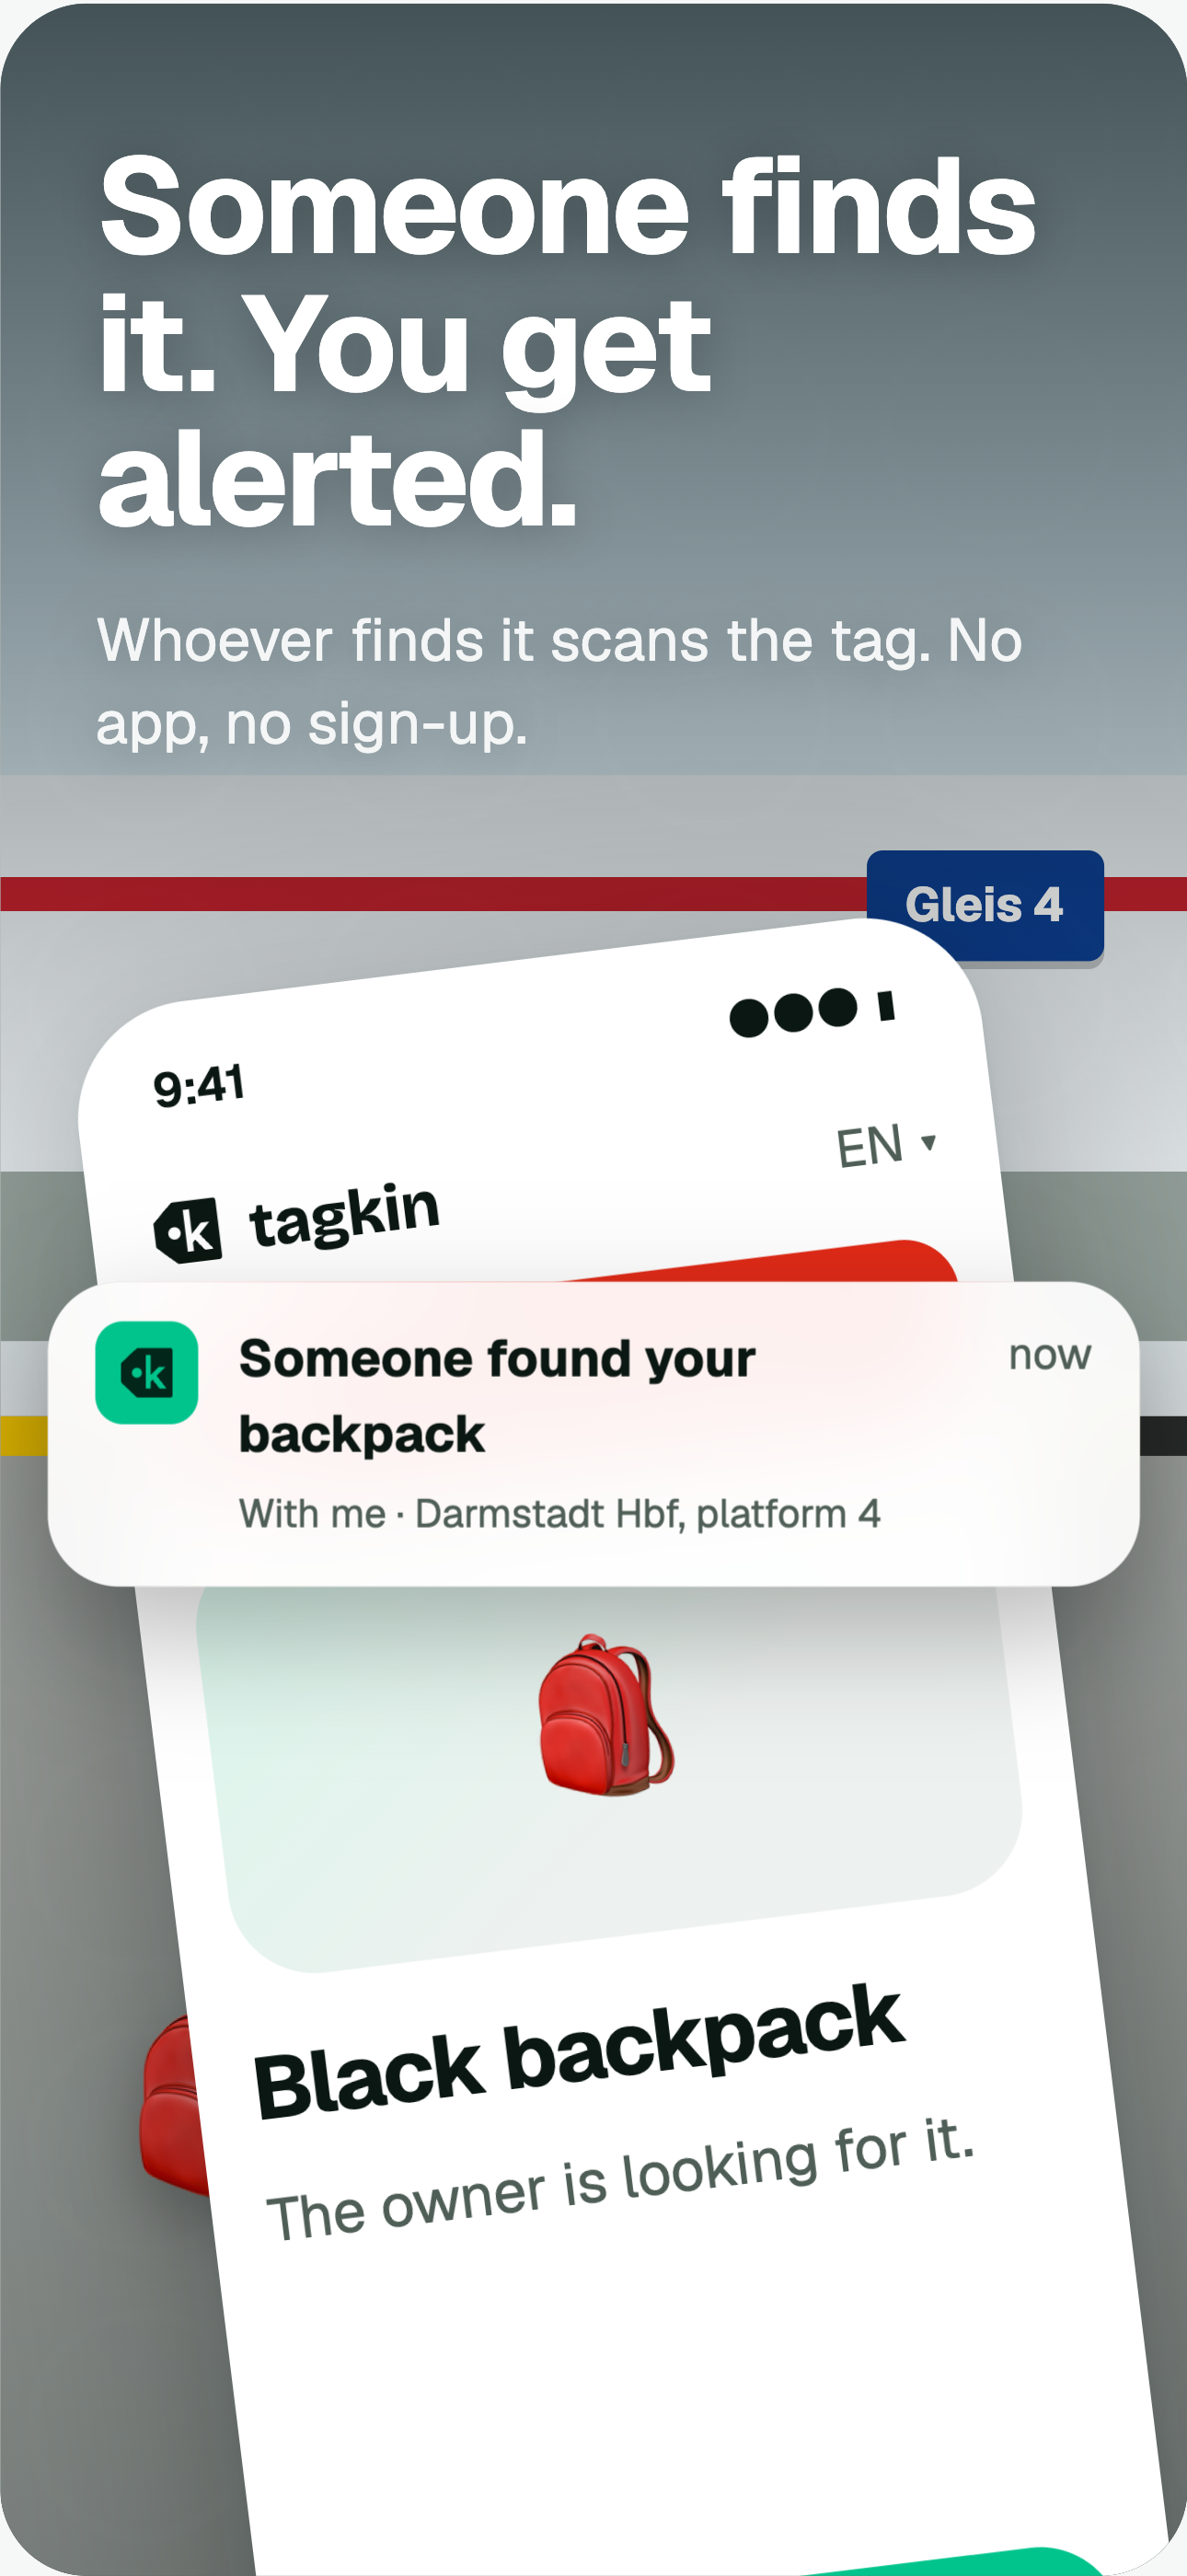 Someone finds
it. You get
alerted.
Whoever finds it scans the tag. No
app, no sign-up.
Gleis 4
9:41
EN ▾
k tagkin
k
Someone found your
backpack
now
With me · Darmstadt Hbf, platform 4
Black backpack
The owner is looking for it.